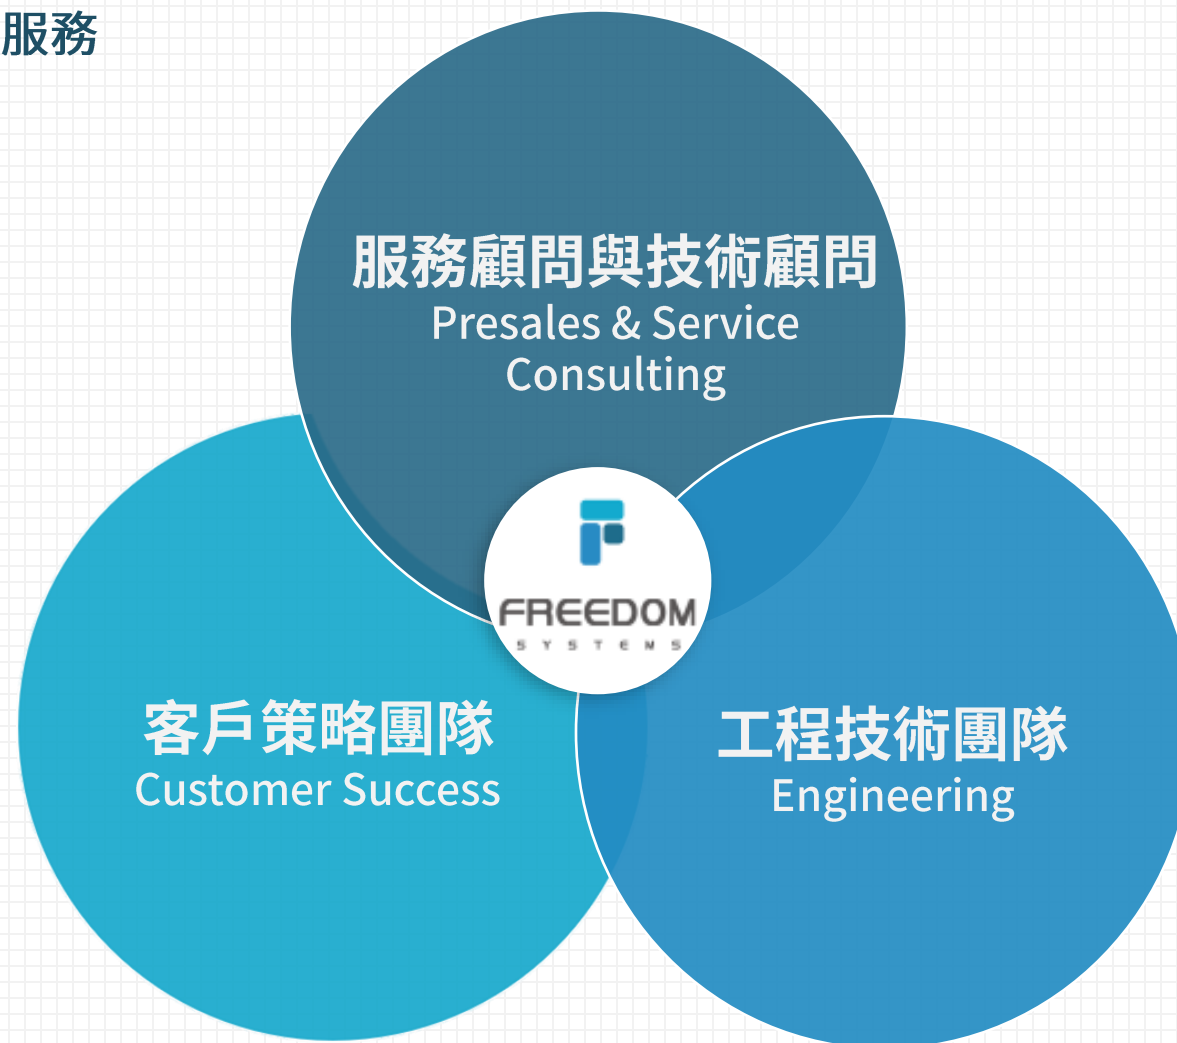 服務
服務顧問與技術顧問
Presales & Service
Consulting
FREEDOM
SYSTEMS
客戶策略團隊
Customer Success
工程技術團隊
Engineering